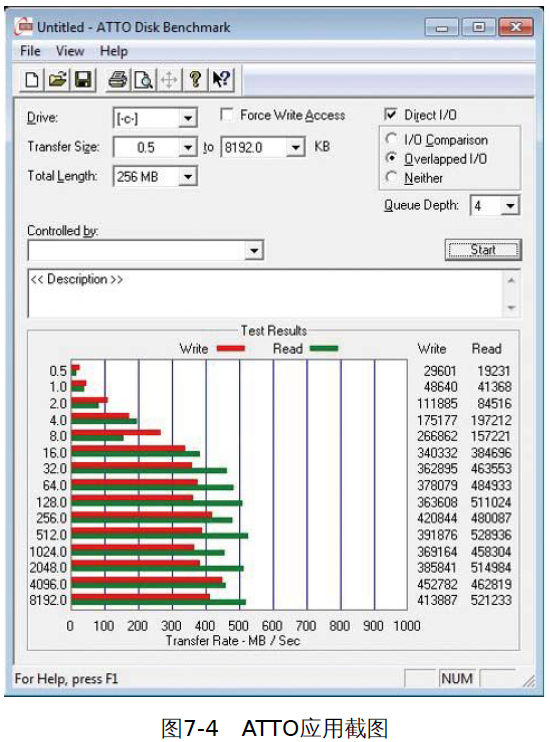 Untitled - ATTO Disk Benchmark
File View Help
Drive: [-c-] Force Write Access Direct I/O
Transfer Size: 0.5 to 8192.0 KB I/O Comparison
Overlapped I/O
Total Length: 256 MB Neither
Queue Depth: 4
Controlled by:
Start
<< Description >>
Test Results
Write Read Write Read
0.5 29601 19231
1.0 48640 41368
2.0 111885 84516
4.0 175177 197212
8.0 266862 157221
16.0 340332 384696
32.0 362895 463553
64.0 378079 484933
128.0 363608 511024
256.0 420844 480087
512.0 391876 528936
1024.0 369164 458304
2048.0 385841 514984
4096.0 452782 462819
8192.0 413887 521233
0 100 200 300 400 500 600 700 800 900 1000
Transfer Rate - MB / Sec
For Help, press F1 NUM
图7-4 ATTO应用截图